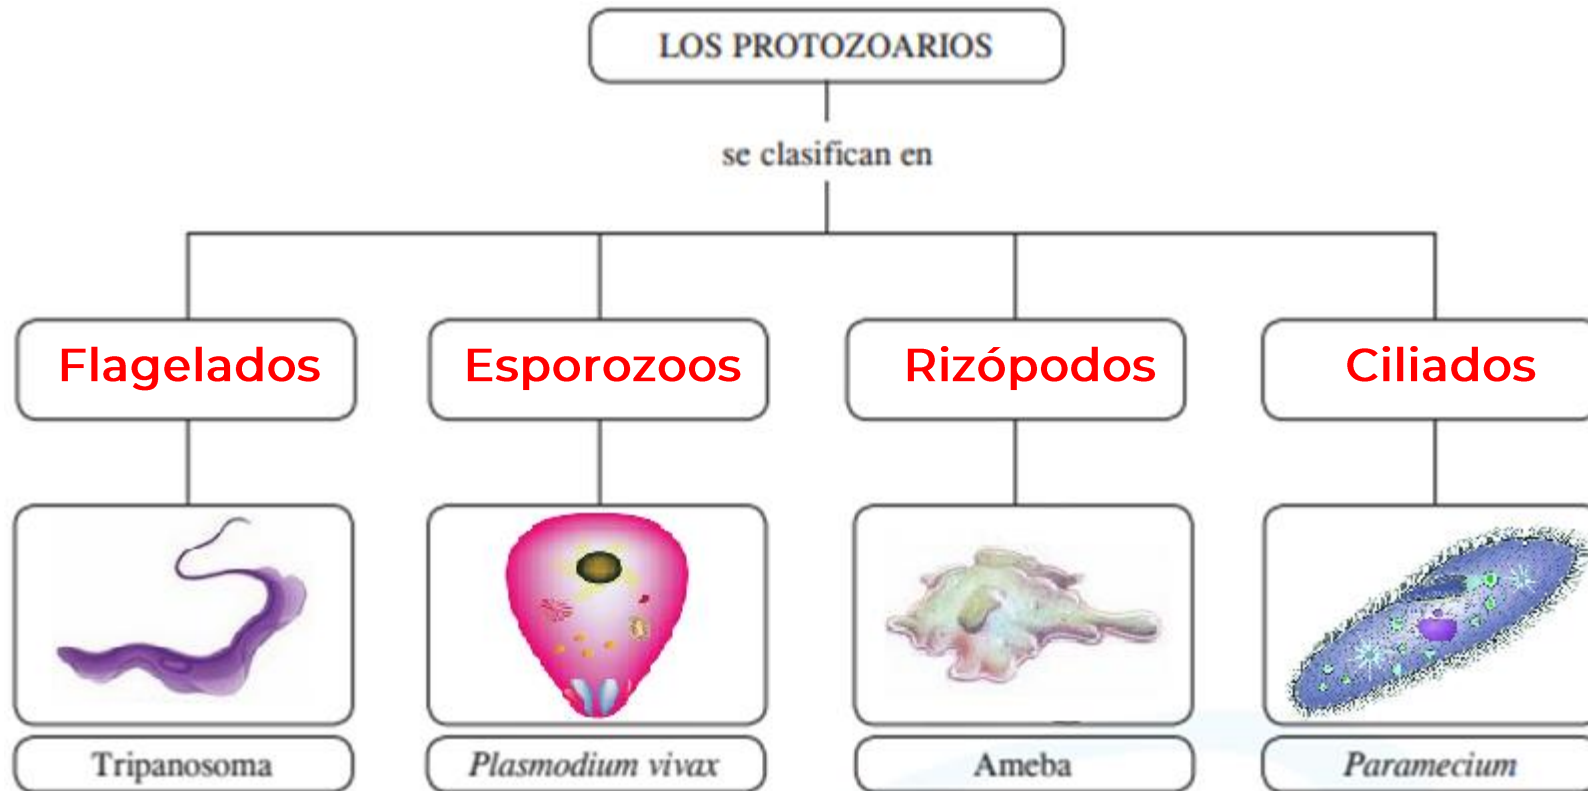 LOS PROTOZOARIOS
se clasifican en
Flagelados
Esporozoos
Rizópodos
Ciliados
Tripanosoma
Plasmodium vivax
Ameba
Paramecium